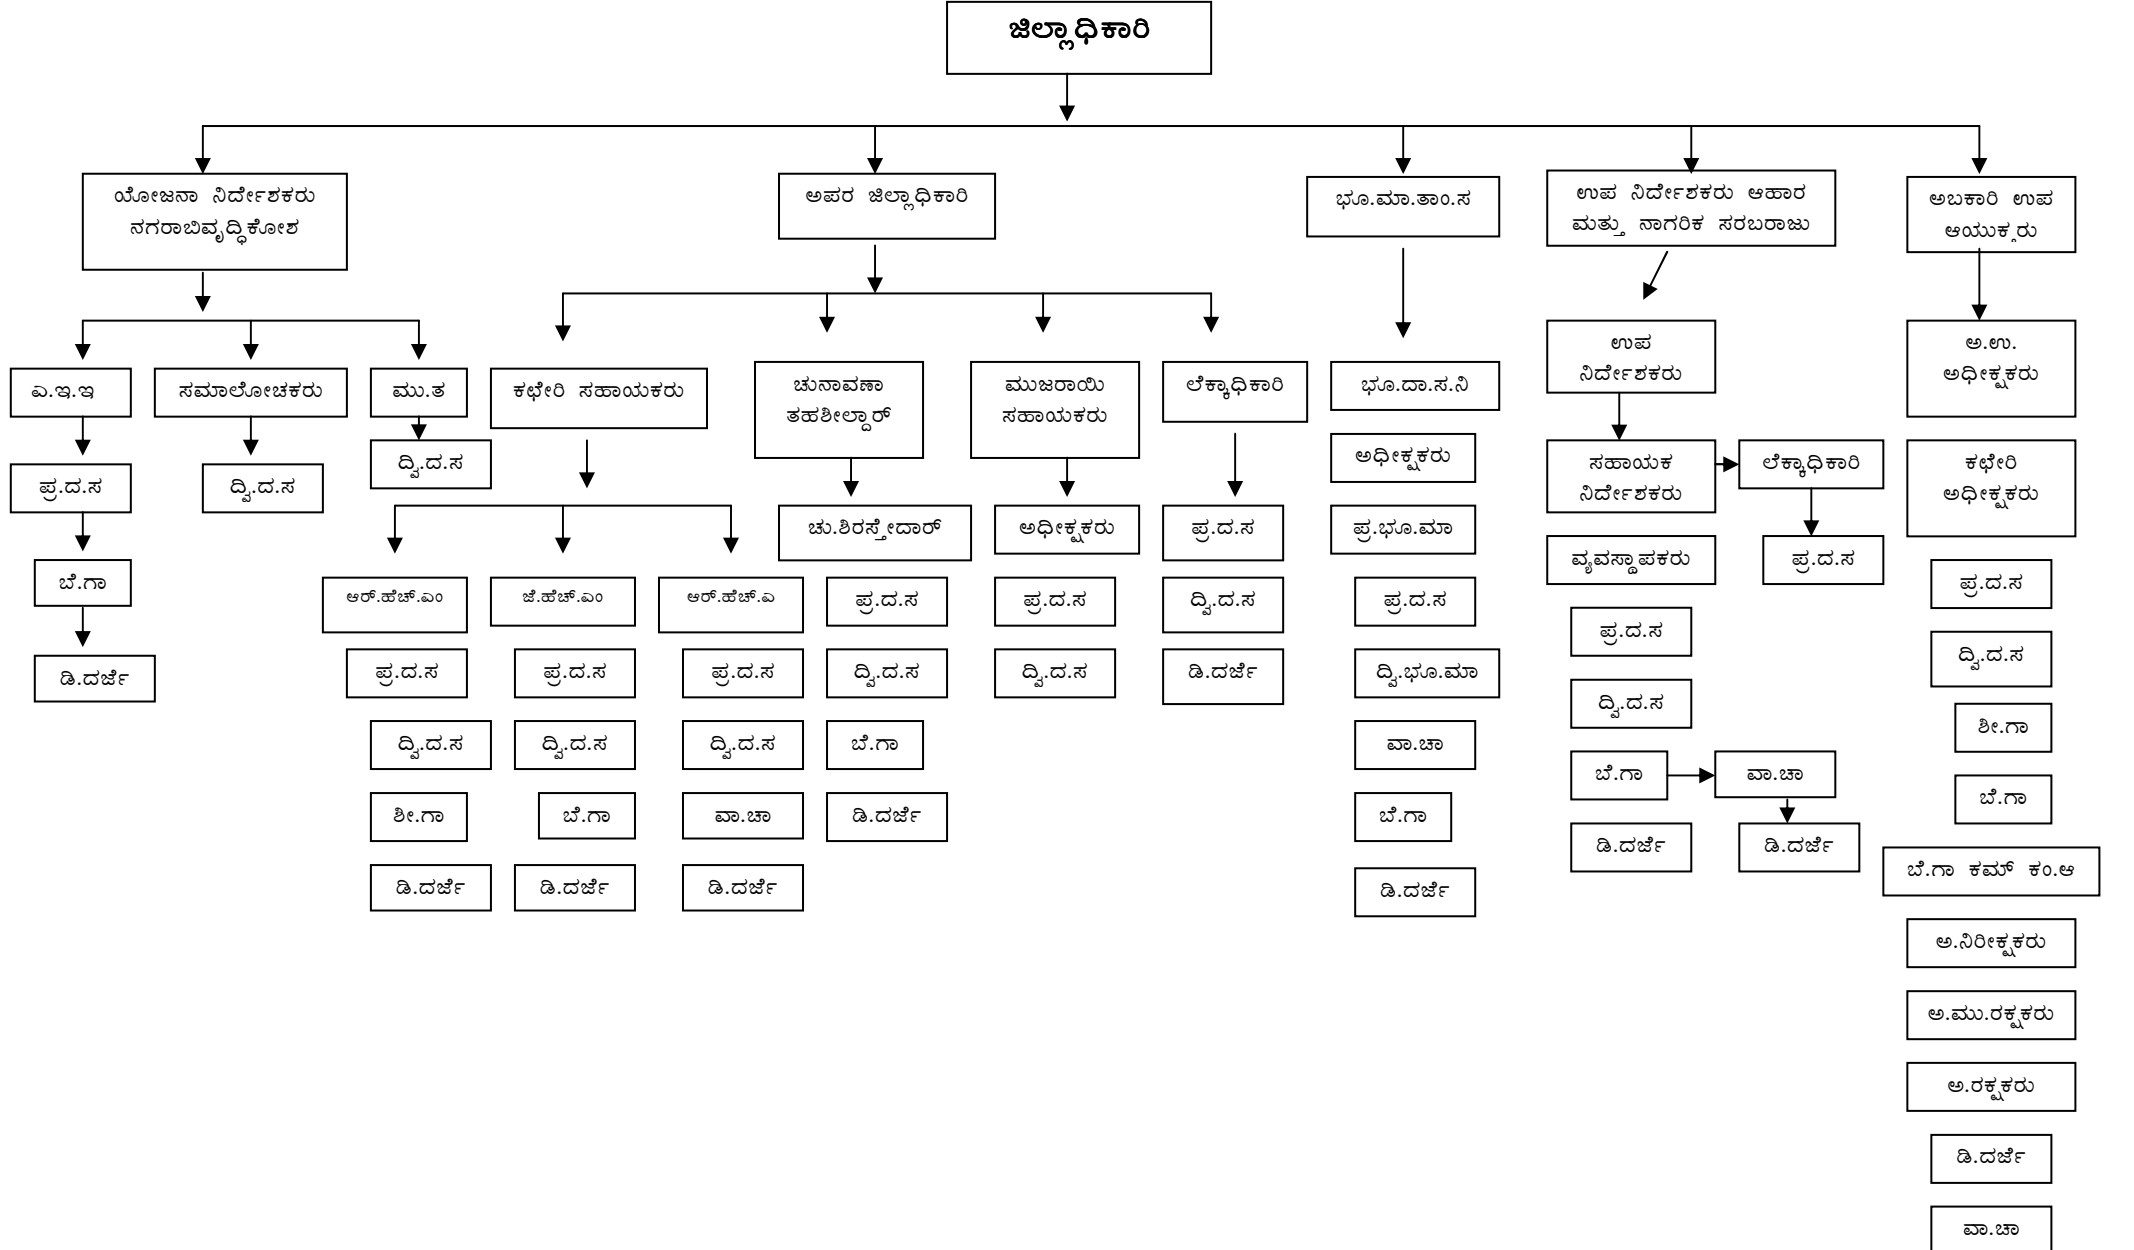 ಜಿಲ್ಲಾಧಿಕಾರಿ
ಯೋಜನಾ ನಿರ್ದೇಶಕರು
ನಗರಾಬಿವೃದ್ಧಿಕೋಶ
ಅಪರ ಜಿಲ್ಲಾಧಿಕಾರಿ
ಭೂ.ಮಾ.ತಾಂ.ಸ
ಉಪ ನಿರ್ದೇಶಕರು ಆಹಾರ
ಮತ್ತು ನಾಗರಿಕ ಸರಬರಾಜು
ಅಬಕಾರಿ ಉಪ
ಆಯುಕ್ತರು
ಎ.ಇ.ಇ
ಸಮಾಲೋಚಕರು
ಮು.ತ
ಪ್ರ.ದ.ಸ
ದ್ವಿ.ದ.ಸ
ದ್ವಿ.ದ.ಸ
ಬೆ.ಗಾ
ಡಿ.ದರ್ಜೆ
ಕಛೇರಿ ಸಹಾಯಕರು
ಚುನಾವಣಾ
ತಹಶೀಲ್ದಾರ್
ಮುಜರಾಯಿ
ಸಹಾಯಕರು
ಲೆಕ್ಕಾಧಿಕಾರಿ
ಆರ್.ಹೆಚ್.ಎಂ
ಪ್ರ.ದ.ಸ
ದ್ವಿ.ದ.ಸ
ಶೀ.ಗಾ
ಡಿ.ದರ್ಜೆ
ಜೆ.ಹೆಚ್.ಎಂ
ಪ್ರ.ದ.ಸ
ದ್ವಿ.ದ.ಸ
ಬೆ.ಗಾ
ಡಿ.ದರ್ಜೆ
ಆರ್.ಹೆಚ್.ಎ
ಪ್ರ.ದ.ಸ
ದ್ವಿ.ದ.ಸ
ವಾ.ಚಾ
ಡಿ.ದರ್ಜೆ
ಚು.ಶಿರಸ್ತೇದಾರ್
ಪ್ರ.ದ.ಸ
ದ್ವಿ.ದ.ಸ
ಬೆ.ಗಾ
ಡಿ.ದರ್ಜೆ
ಅಧೀಕ್ಷಕರು
ಪ್ರ.ದ.ಸ
ದ್ವಿ.ದ.ಸ
ಪ್ರ.ದ.ಸ
ದ್ವಿ.ದ.ಸ
ಡಿ.ದರ್ಜೆ
ಭೂ.ದಾ.ಸ.ನಿ
ಅಧೀಕ್ಷಕರು
ಪ್ರ.ಭೂ.ಮಾ
ಪ್ರ.ದ.ಸ
ದ್ವಿ.ಭೂ.ಮಾ
ವಾ.ಚಾ
ಬೆ.ಗಾ
ಡಿ.ದರ್ಜೆ
ಉಪ
ನಿರ್ದೇಶಕರು
ಸಹಾಯಕ
ನಿರ್ದೇಶಕರು
ಲೆಕ್ಕಾಧಿಕಾರಿ
ವ್ಯವಸ್ಥಾಪಕರು
ಪ್ರ.ದ.ಸ
ಪ್ರ.ದ.ಸ
ದ್ವಿ.ದ.ಸ
ಬೆ.ಗಾ
ವಾ.ಚಾ
ಡಿ.ದರ್ಜೆ
ಡಿ.ದರ್ಜೆ
ಅ.ಉ.
ಅಧೀಕ್ಷಕರು
ಕಛೇರಿ
ಅಧೀಕ್ಷಕರು
ಪ್ರ.ದ.ಸ
ದ್ವಿ.ದ.ಸ
ಶೀ.ಗಾ
ಬೆ.ಗಾ
ಬೆ.ಗಾ ಕಮ್ ಕಂ.ಆ
ಅ.ನಿರೀಕ್ಷಕರು
ಅ.ಮು.ರಕ್ಷಕರು
ಅ.ರಕ್ಷಕರು
ಡಿ.ದರ್ಜೆ
ವಾ.ಚಾ